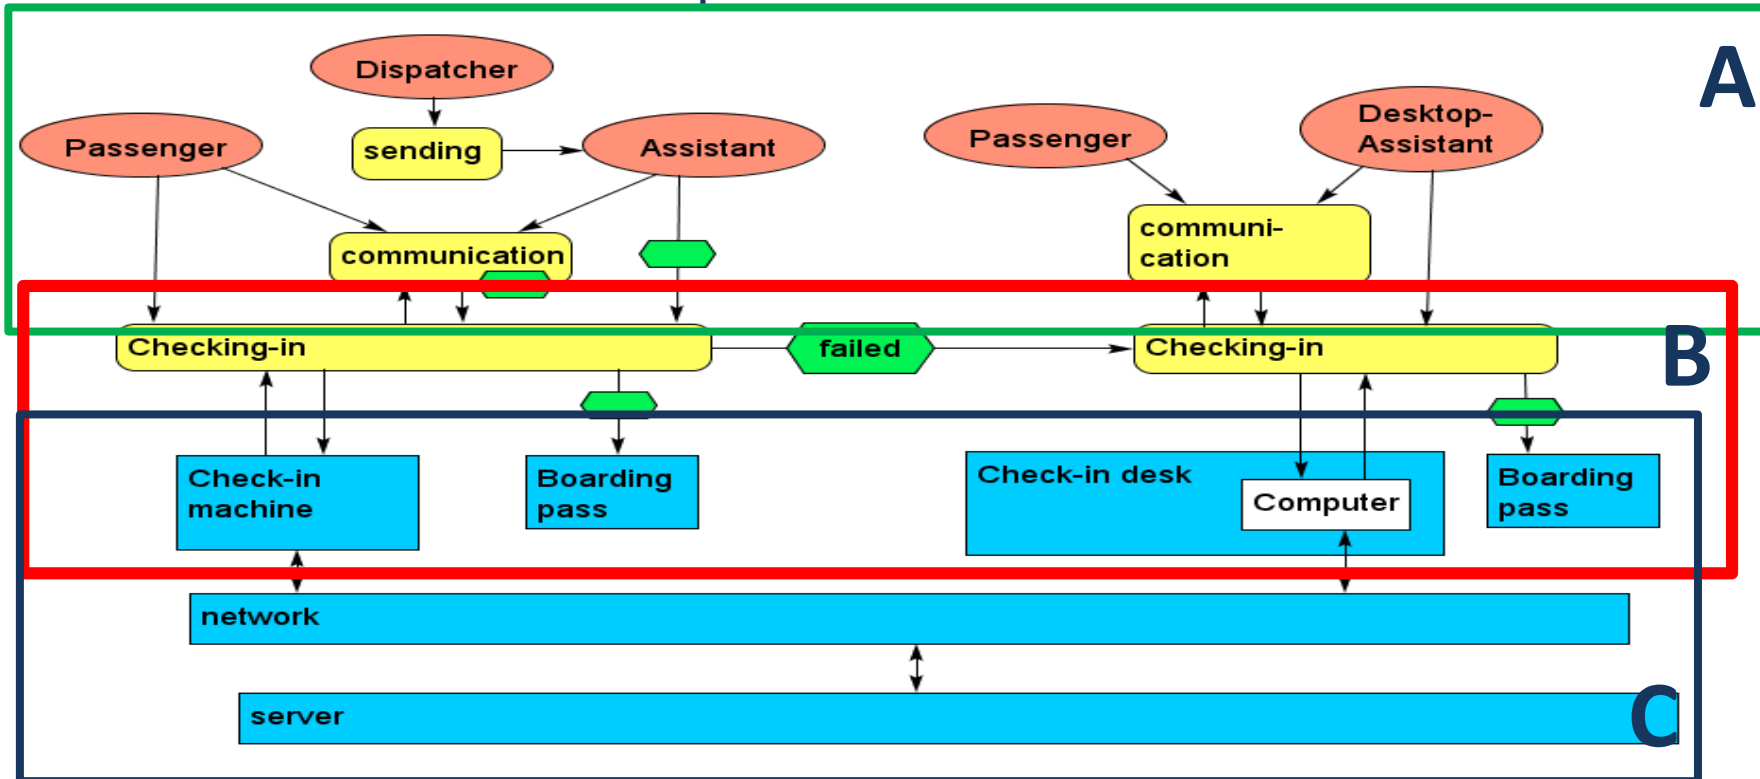 A
Dispatcher
Passenger
sending
Assistant
Passenger
Desktop-
Assistant
communication
communi-
cation
Checking-in
failed
Checking-in
B
Check-in
machine
Boarding
pass
Check-in desk
Computer
Boarding
pass
network
server
C